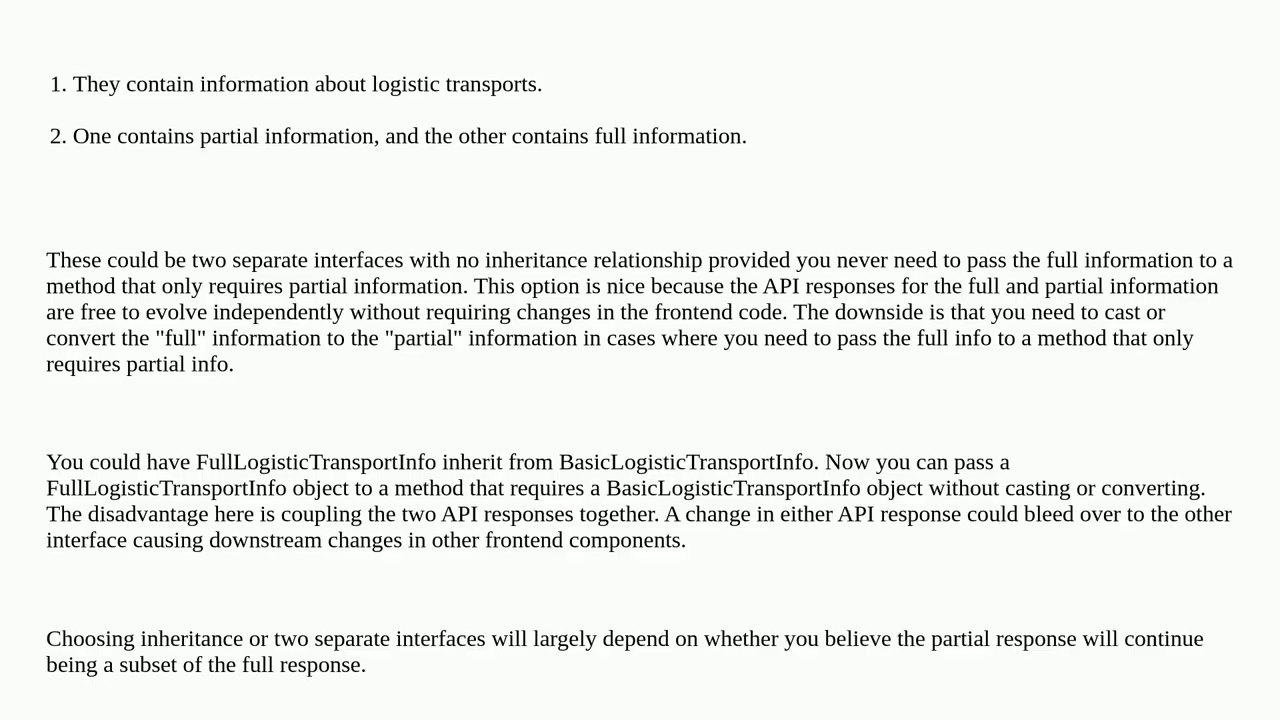 1. They contain information about logistic transports.
2. One contains partial information, and the other contains full information.
These could be two separate interfaces with no inheritance relationship provided you never need to pass the full information to a
method that only requires partial information. This option is nice because the API responses for the full and partial information
are free to evolve independently without requiring changes in the frontend code. The downside is that you need to cast or
convert the "full" information to the "partial" information in cases where you need to pass the full info to a method that only
requires partial info.
You could have FullLogisticTransportInfo inherit from BasicLogisticTransportInfo. Now you can pass a
FullLogisticTransportInfo object to a method that requires a BasicLogisticTransportInfo object without casting or converting.
The disadvantage here is coupling the two API responses together. A change in either API response could bleed over to the other
interface causing downstream changes in other frontend components.
Choosing inheritance or two separate interfaces will largely depend on whether you believe the partial response will continue
being a subset of the full response.